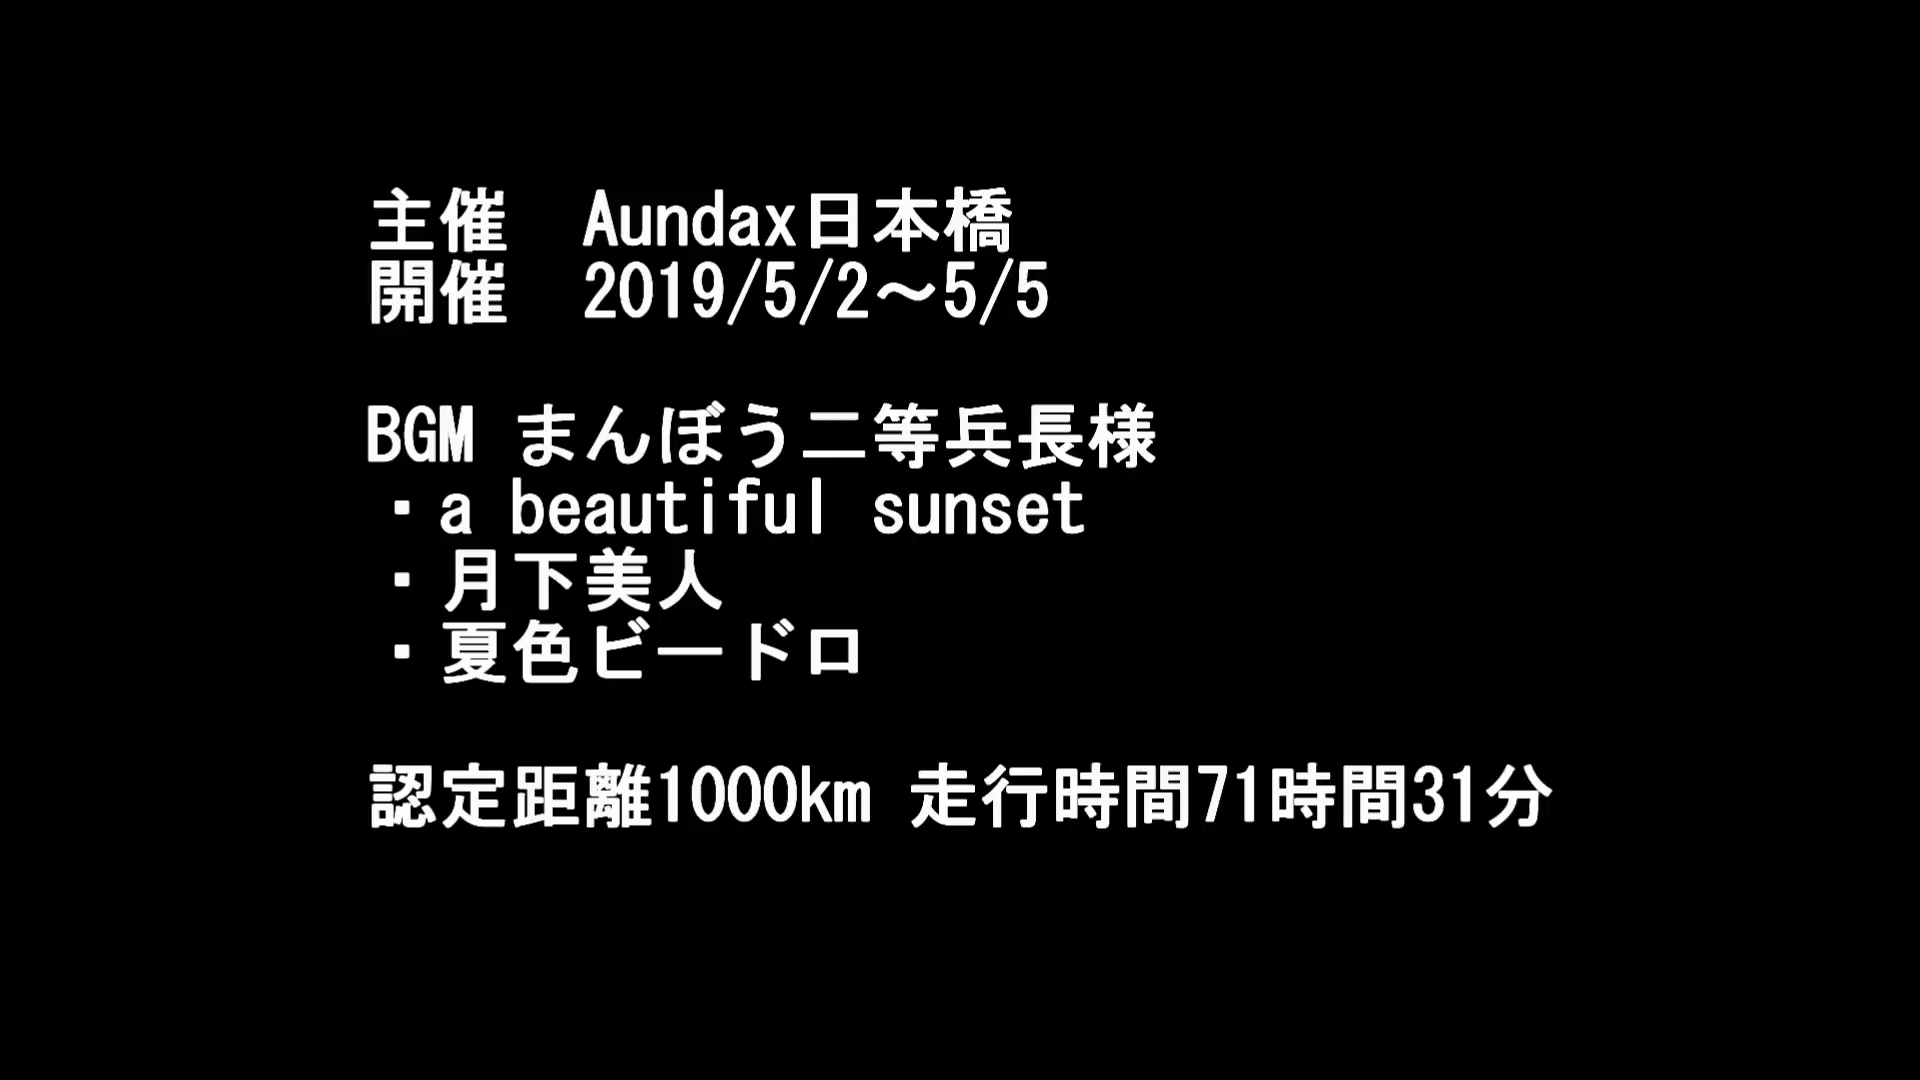 主催　Aundax日本橋
開催　2019/5/2～5/5
BGM まんぼう二等兵長様
・a beautiful sunset
・月下美人
・夏色ビードロ
認定距離1000km 走行時間71時間31分